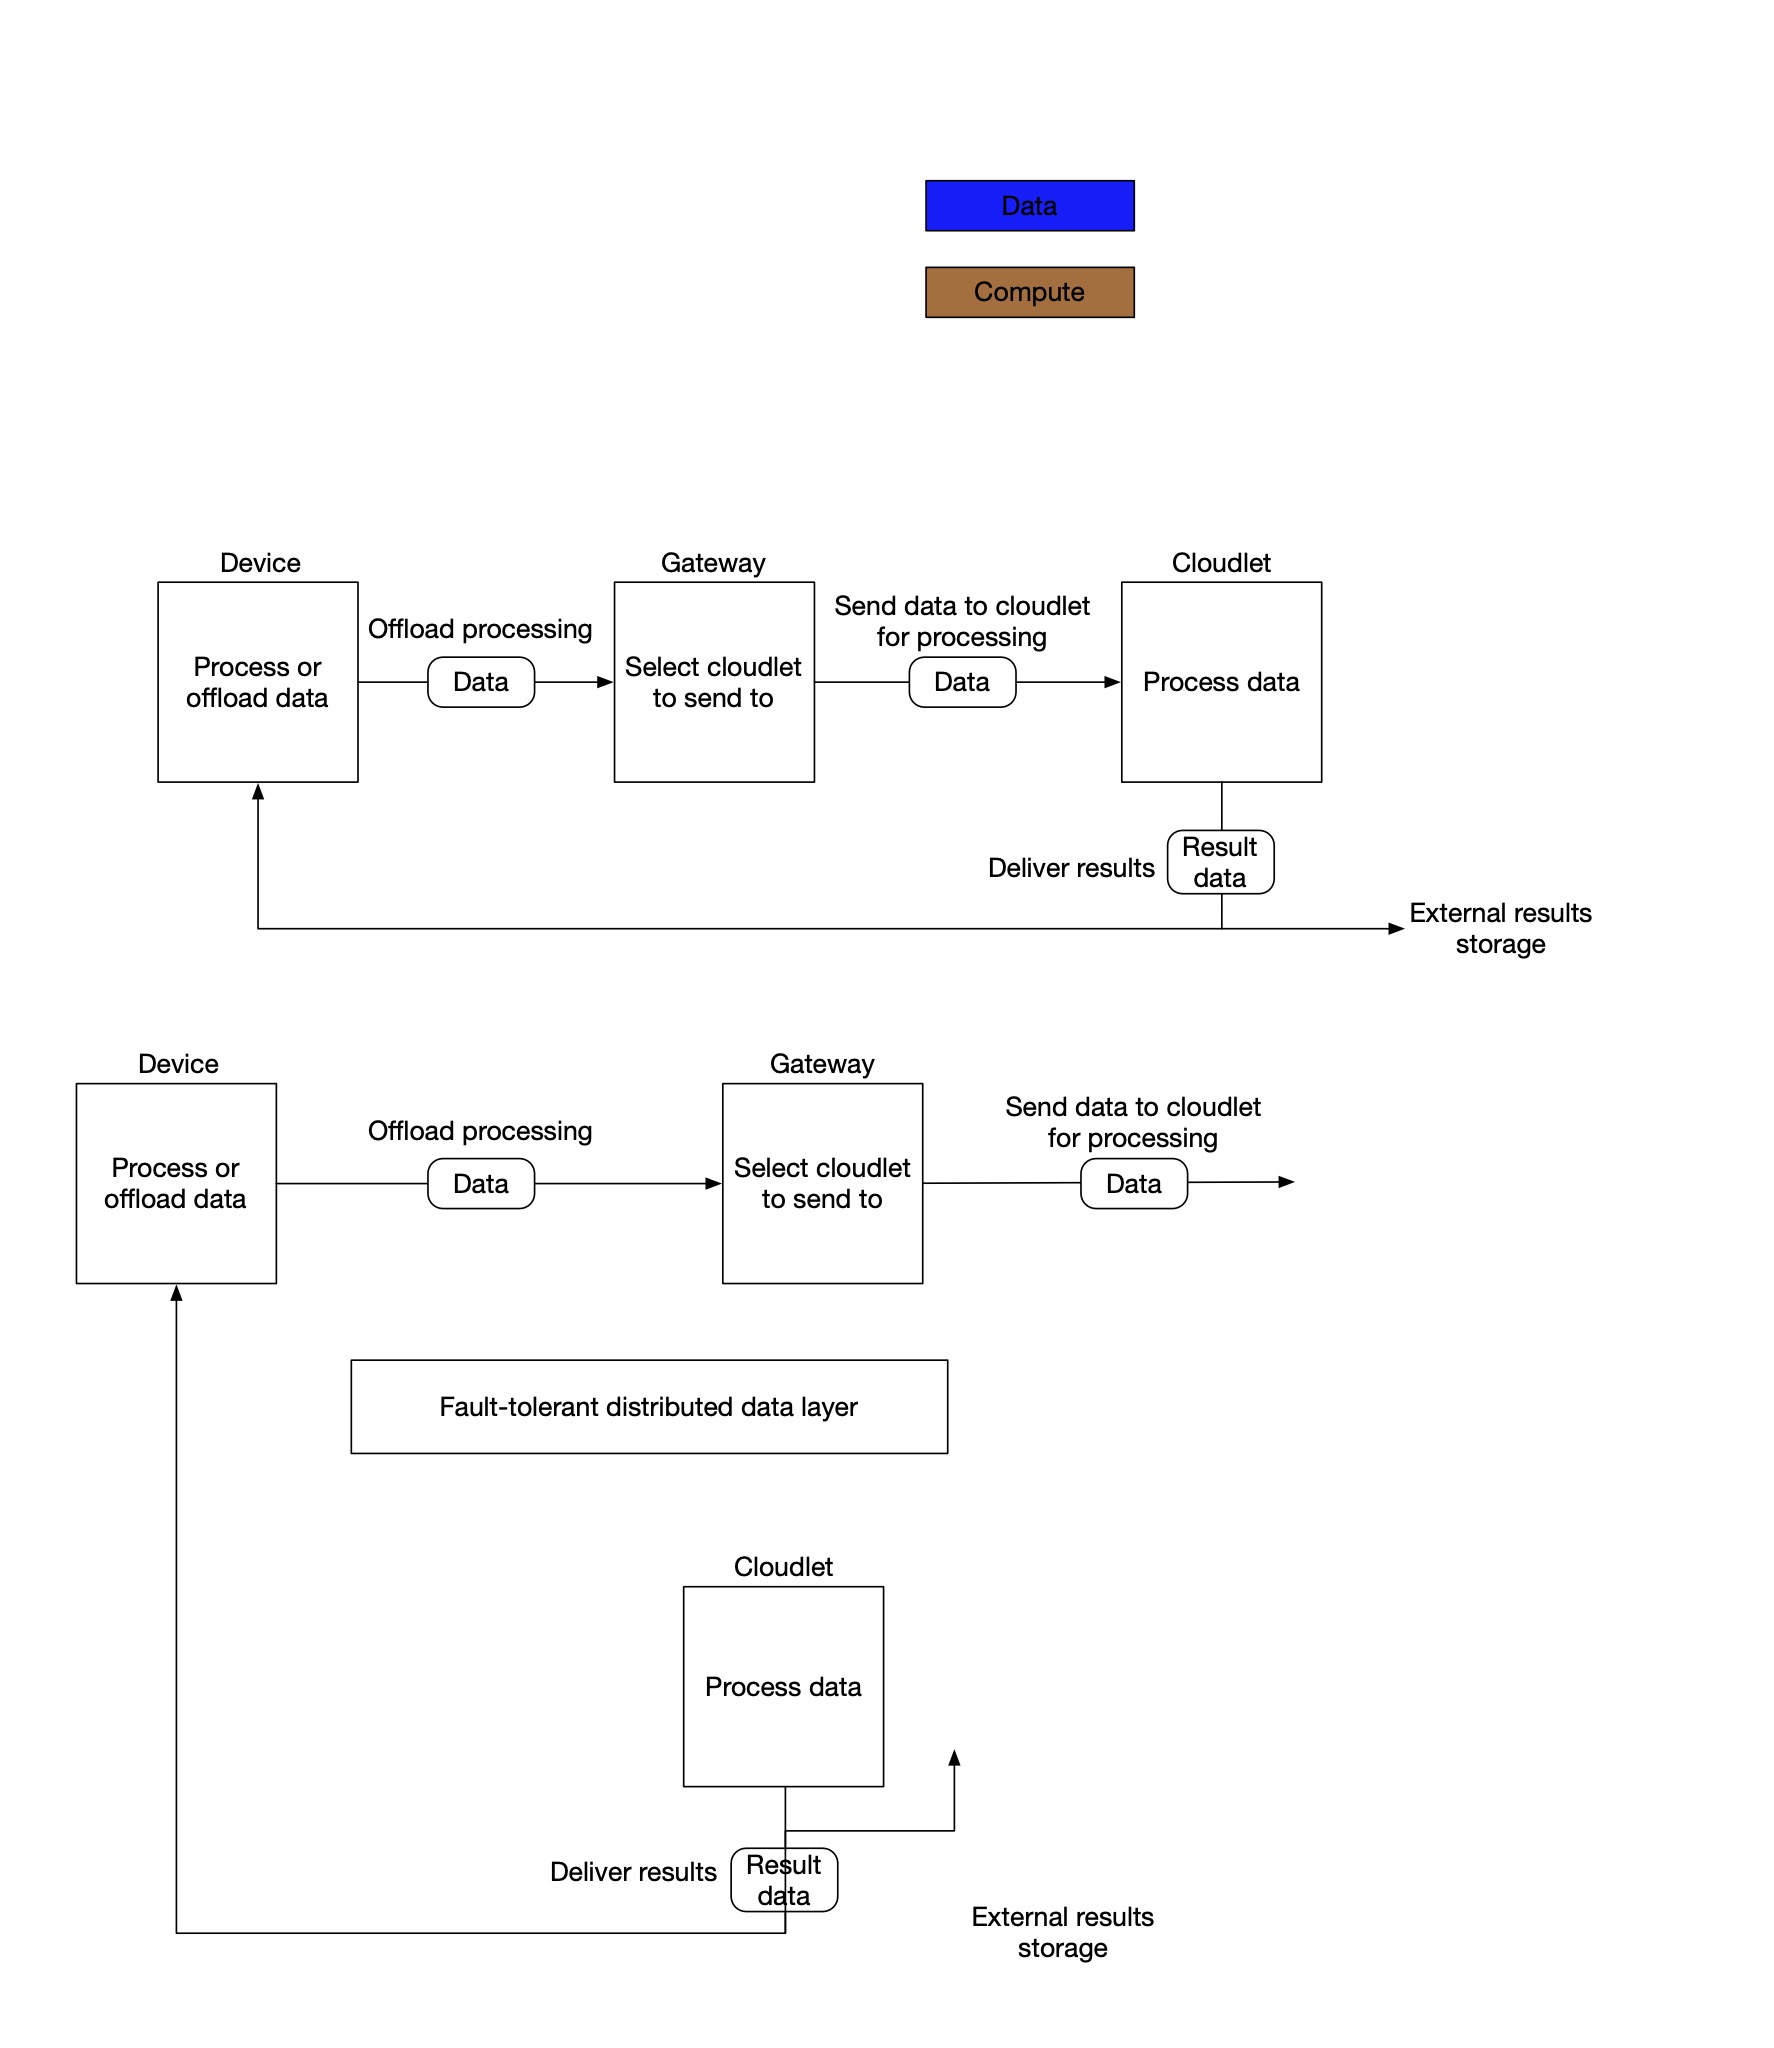 Data
Compute
Device
Gateway
Cloudlet
Process or
offload data
Offload processing
Data
Select cloudlet
to send to
Send data to cloudlet
for processing
Data
Process data
Deliver results
Result
data
External results
storage
Device
Gateway
Process or
offload data
Offload processing
Data
Select cloudlet
to send to
Send data to cloudlet
for processing
Data
Fault-tolerant distributed data layer
Cloudlet
Process data
Deliver results
Result
data
External results
storage